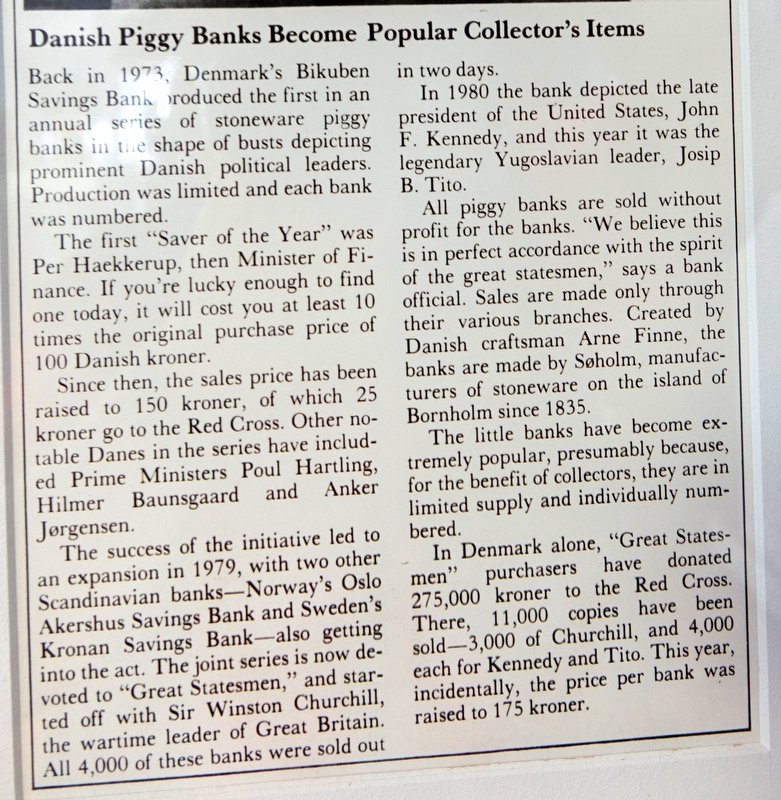 Danish Piggy Banks Become Popular Collector's Items
Back in 1973, Denmark's Bikuben
Savings Bank produced the first in an
annual series of stoneware piggy
banks in the shape of busts depicting
prominent Danish political leaders.
Production was limited and each bank
was numbered.
The first “Saver of the Year” was
Per Haekkerup, then Minister of Fi-
nance. If you're lucky enough to find
one today, it will cost you at least 10
times the original purchase price of
100 Danish kroner.
Since then, the sales price has been
raised to 150 kroner, of which 25
kroner go to the Red Cross. Other no-
table Danes in the series have includ-
ed Prime Ministers Poul Hartling,
Hilmer Baunsgaard and Anker
Jørgensen.
The success of the initiative led to
an expansion in 1979, with two other
Scandinavian banks—Norway's Oslo
Akershus Savings Bank and Sweden's
Kronan Savings Bank—also getting
into the act. The joint series is now de-
voted to “Great Statesmen,” and star-
ted off with Sir Winston Churchill,
the wartime leader of Great Britain.
All 4,000 of these banks were sold out
in two days.
In 1980 the bank depicted the late
president of the United States, John
F. Kennedy, and this year it was the
legendary Yugoslavian leader, Josip
B. Tito.
All piggy banks are sold without
profit for the banks. “We believe this
is in perfect accordance with the spirit
of the great statesmen,” says a bank
official. Sales are made only through
their various branches. Created by
Danish craftsman Arne Finne, the
banks are made by Søholm, manufac-
turers of stoneware on the island of
Bornholm since 1835.
The little banks have become ex-
tremely popular, presumably because,
for the benefit of collectors, they are in
limited supply and individually num-
bered.
In Denmark alone, “Great States-
men” purchasers have donated
275,000 kroner to the Red Cross.
There, 11,000 copies have been
sold—3,000 of Churchill, and 4,000
each for Kennedy and Tito. This year,
incidentally, the price per bank was
raised to 175 kroner.